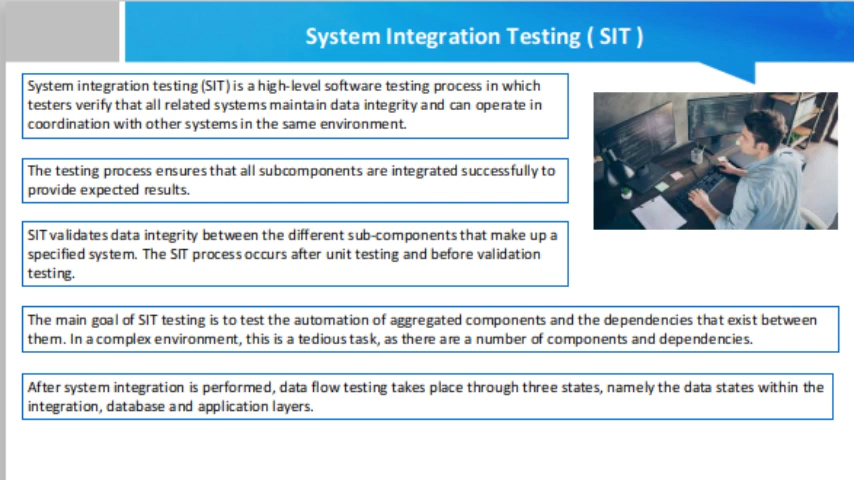 System Integration Testing ( SIT )
System integration testing (SIT) is a high-level software testing process in which
testers verify that all related systems maintain data integrity and can operate in
coordination with other systems in the same environment.
The testing process ensures that all subcomponents are integrated successfully to
provide expected results.
SIT validates data integrity between the different sub-components that make up a
specified system. The SIT process occurs after unit testing and before validation
testing.
The main goal of SIT testing is to test the automation of aggregated components and the dependencies that exist between
them. In a complex environment, this is a tedious task, as there are a number of components and dependencies.
After system integration is performed, data flow testing takes place through three states, namely the data states within the
integration, database and application layers.